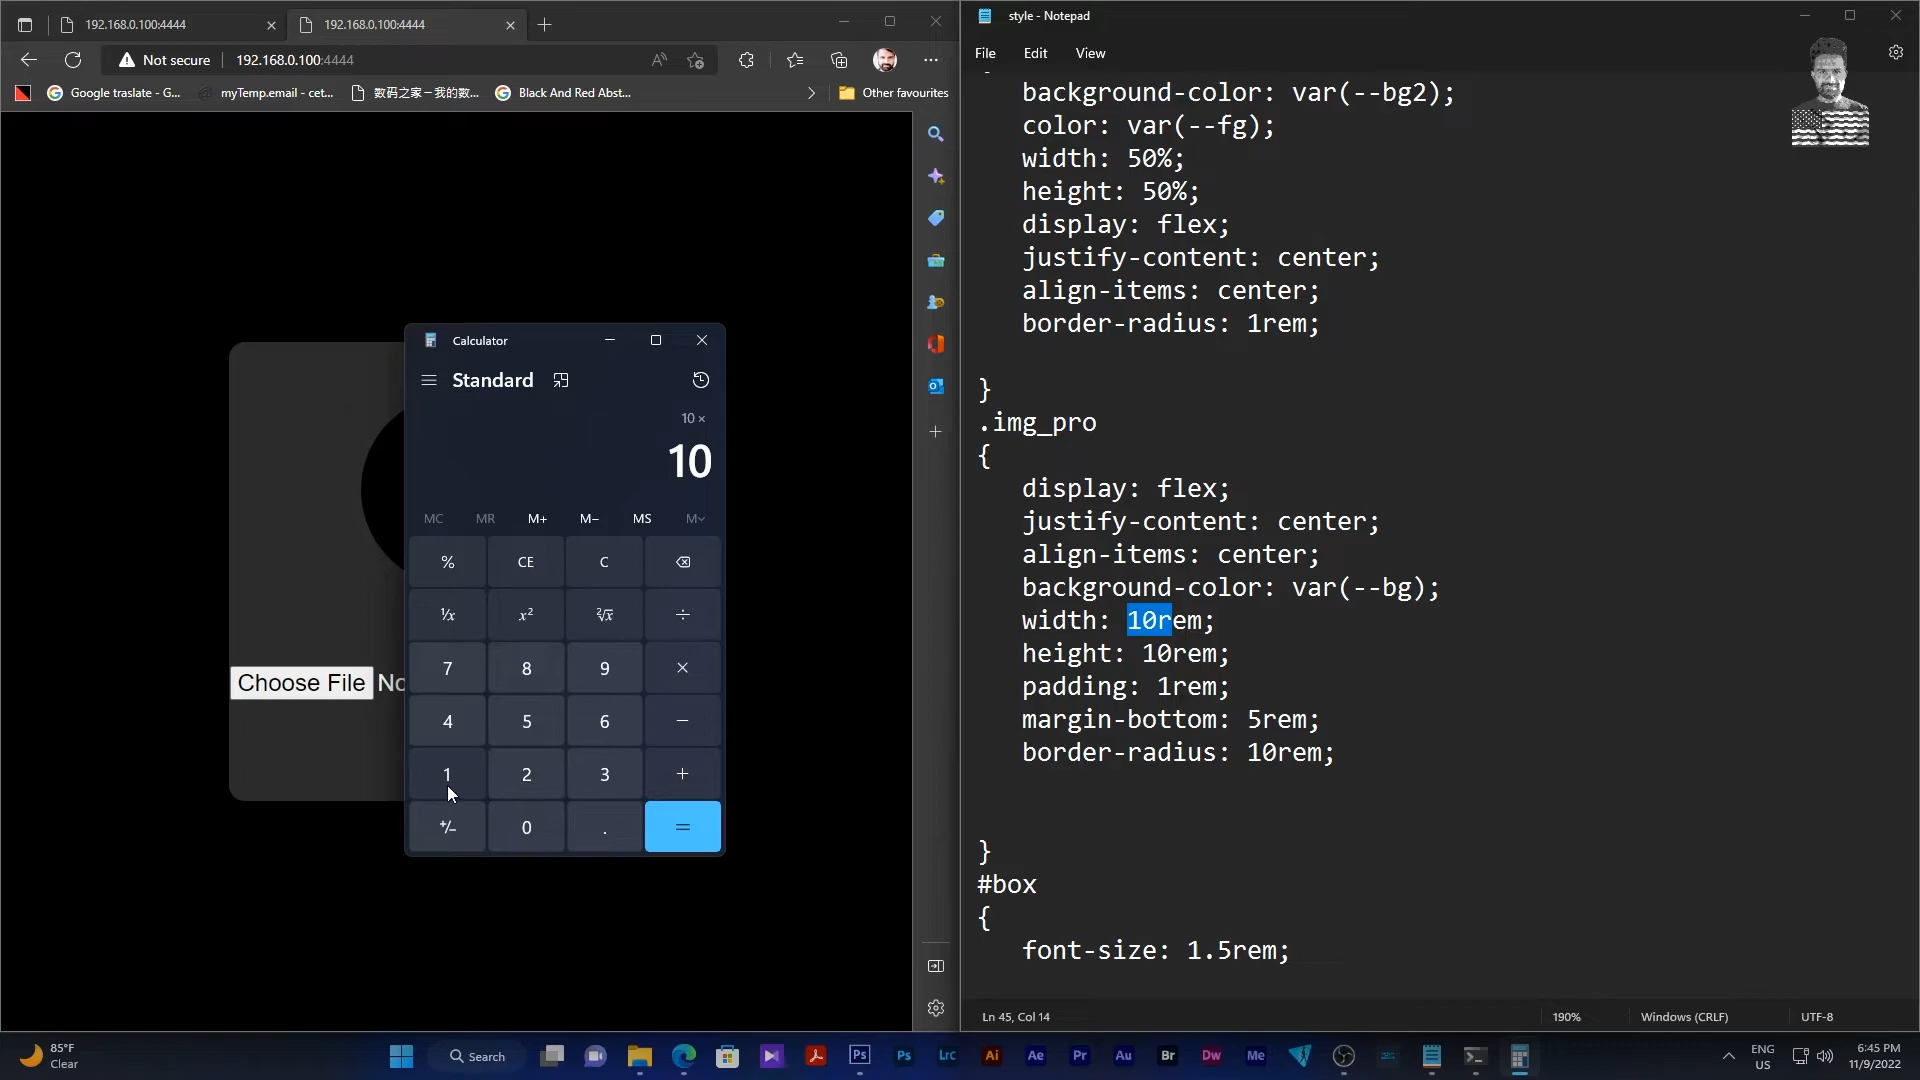 192.168.0.100:4444
192.168.0.100:4444
Not secure
192.168.0.100:4444
Google traslate - G...
myTemp.email - cet...
数码之家－我的数...
Black And Red Abst...
Other favourites
Choose File No
Calculator
Standard
10 ×
10
MC MR M+ M− MS M
% CE C
¹/x x² ²√x ÷
7 8 9 ×
4 5 6 −
1 2 3 +
+/− 0 . =
style - Notepad
File Edit View
background-color: var(--bg2);
color: var(--fg);
width: 50%;
height: 50%;
display: flex;
justify-content: center;
align-items: center;
border-radius: 1rem;
}
.img_pro
{
display: flex;
justify-content: center;
align-items: center;
background-color: var(--bg);
width: 10rem;
height: 10rem;
padding: 1rem;
margin-bottom: 5rem;
border-radius: 10rem;
}
#box
{
font-size: 1.5rem;
Ln 45, Col 14
190%
Windows (CRLF)
UTF-8
85°F
Clear
Search
Ps Ps Lrc Ai Ae Pr Au Br Dw Me
ENG
US
6:45 PM
11/9/2022